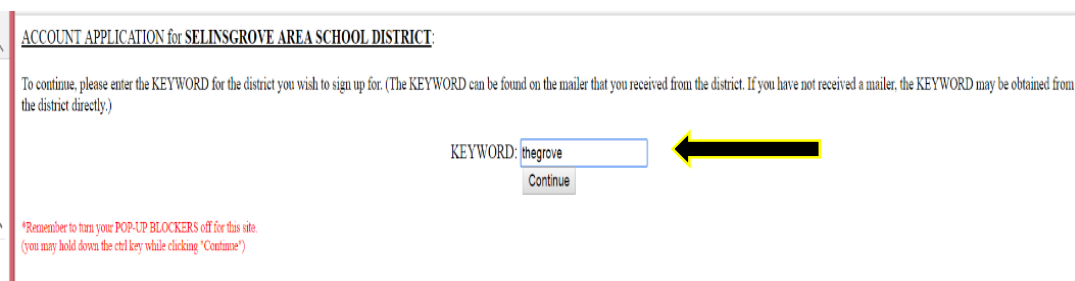 ACCOUNT APPLICATION for SELINSGROVE AREA SCHOOL DISTRICT:
To continue, please enter the KEYWORD for the district you wish to sign up for. (The KEYWORD can be found on the mailer that you received from the district. If you have not received a mailer, the KEYWORD may be obtained from
the district directly.)
KEYWORD: thegrove
Continue
*Remember to turn your POP-UP BLOCKERS off for this site.
(you may hold down the ctrl key while clicking "Continue")